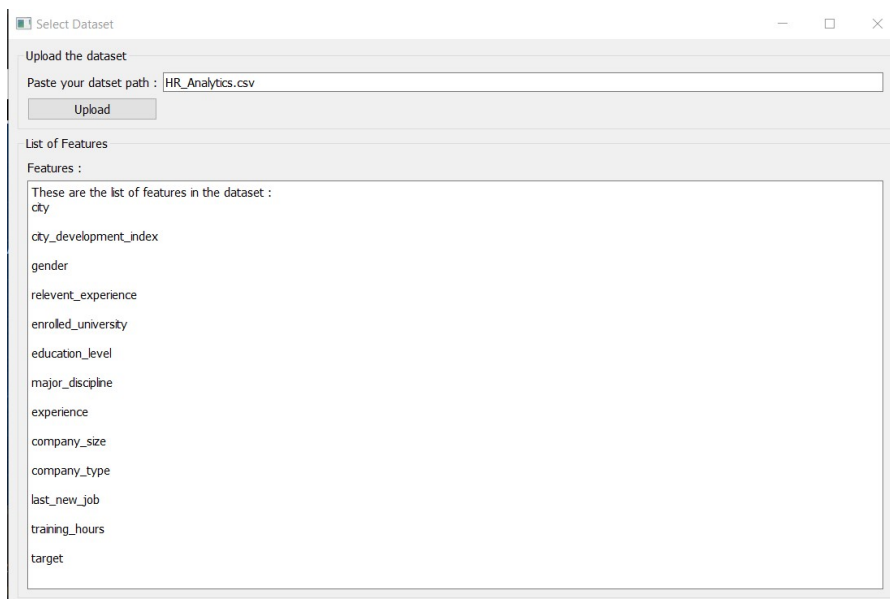 Select Dataset
Upload the dataset
Paste your datset path : HR_Analytics.csv
Upload
List of Features
Features :
These are the list of features in the dataset :
city
city_development_index
gender
relevent_experience
enrolled_university
education_level
major_discipline
experience
company_size
company_type
last_new_job
training_hours
target